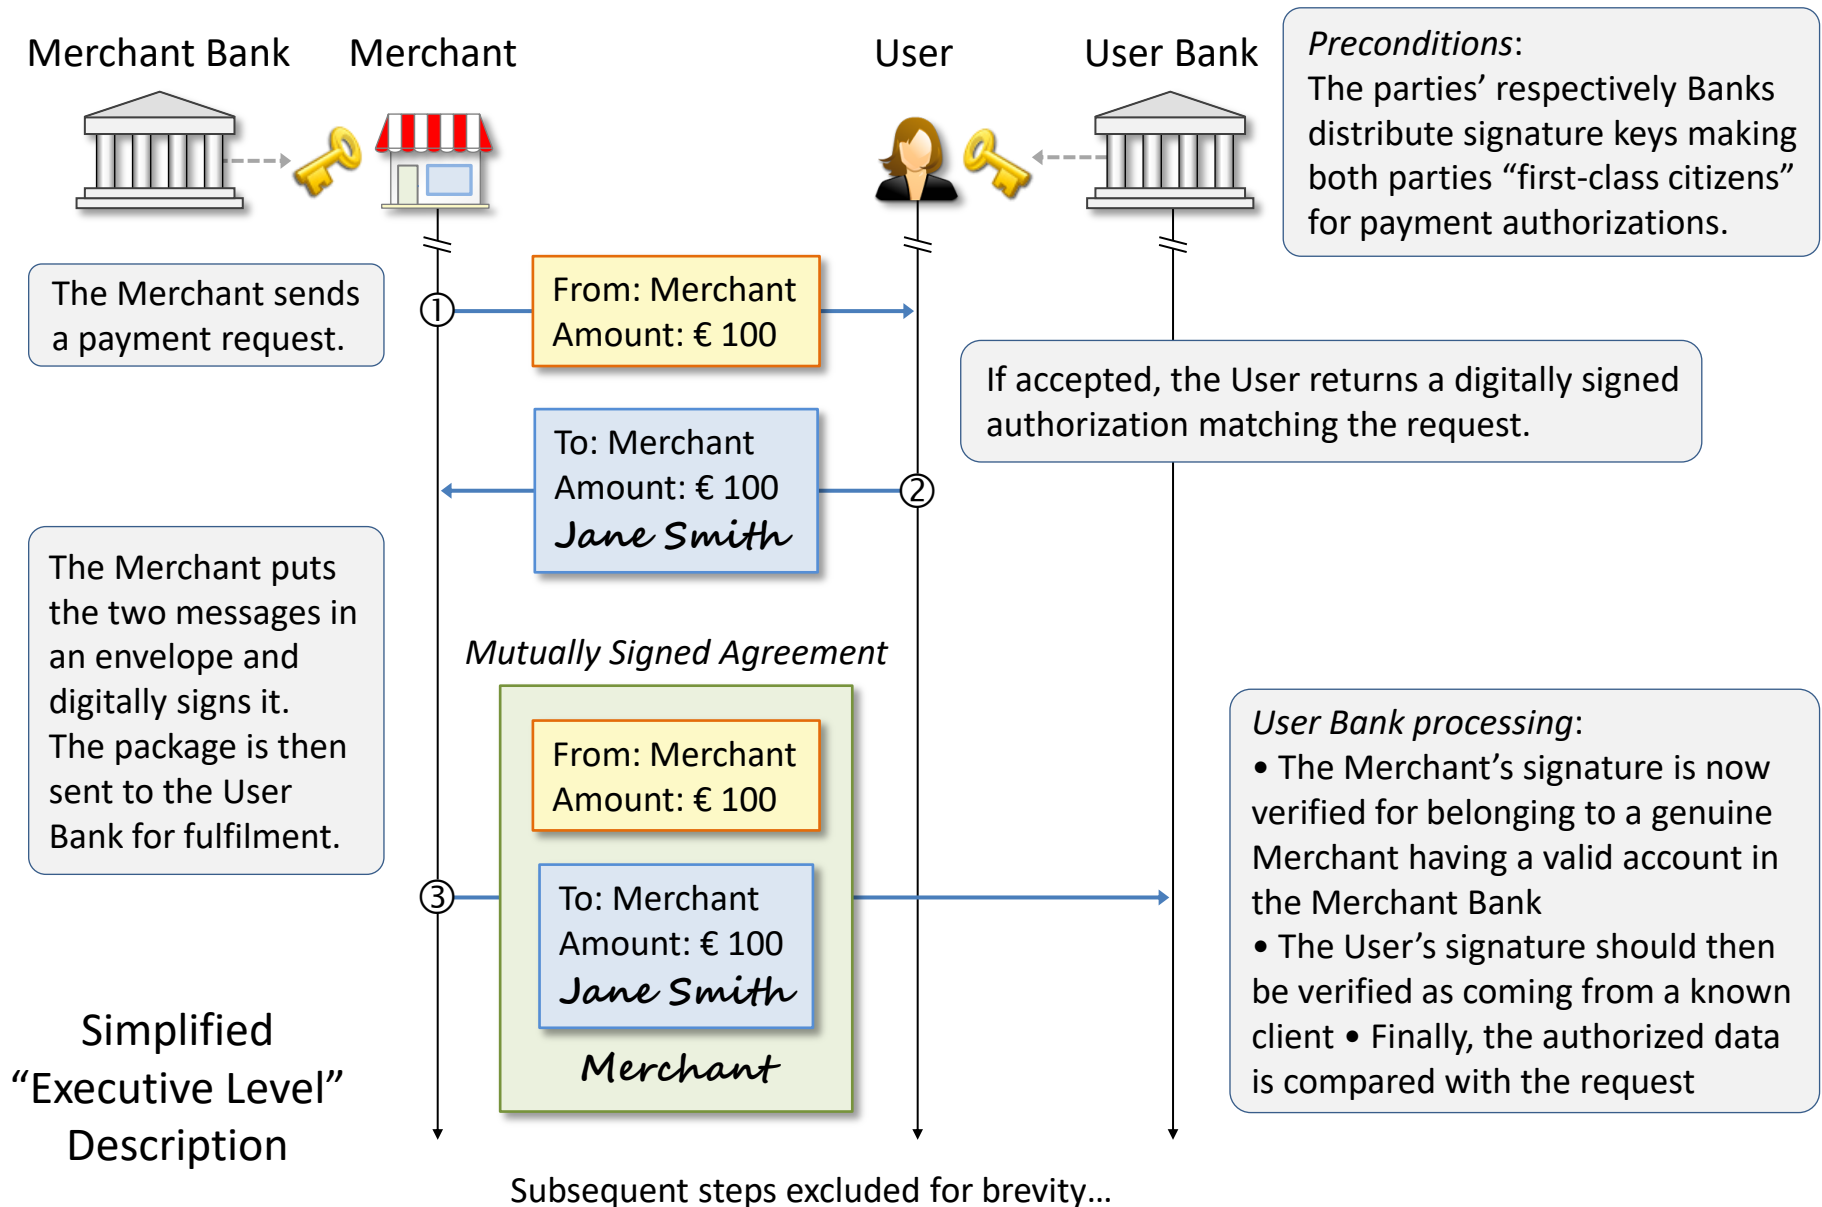 Merchant Bank
Merchant
User
User Bank
Preconditions:
The parties’ respectively Banks
distribute signature keys making
both parties “first-class citizens”
for payment authorizations.
The Merchant sends
a payment request.
①
From: Merchant
Amount: € 100
If accepted, the User returns a digitally signed
authorization matching the request.
To: Merchant
Amount: € 100
Jane Smith
②
The Merchant puts
the two messages in
an envelope and
digitally signs it.
The package is then
sent to the User
Bank for fulfilment.
Mutually Signed Agreement
From: Merchant
Amount: € 100
③
To: Merchant
Amount: € 100
Jane Smith
Merchant
User Bank processing:
• The Merchant’s signature is now
verified for belonging to a genuine
Merchant having a valid account in
the Merchant Bank
• The User’s signature should then
be verified as coming from a known
client • Finally, the authorized data
is compared with the request
Simplified
“Executive Level”
Description
Subsequent steps excluded for brevity…